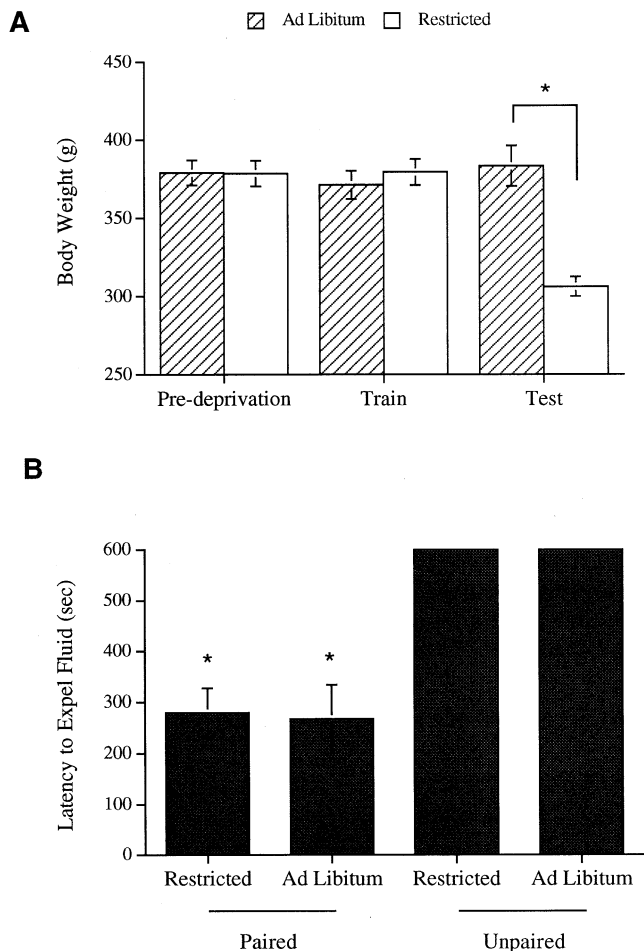 A
Ad Libitum Restricted
450
400
350
300
250
Body Weight (g)
*
Pre-deprivation Train Test
B
600
500
400
300
200
100
0
Latency to Expel Fluid (sec)
* *
Restricted Ad Libitum Restricted Ad Libitum
Paired Unpaired